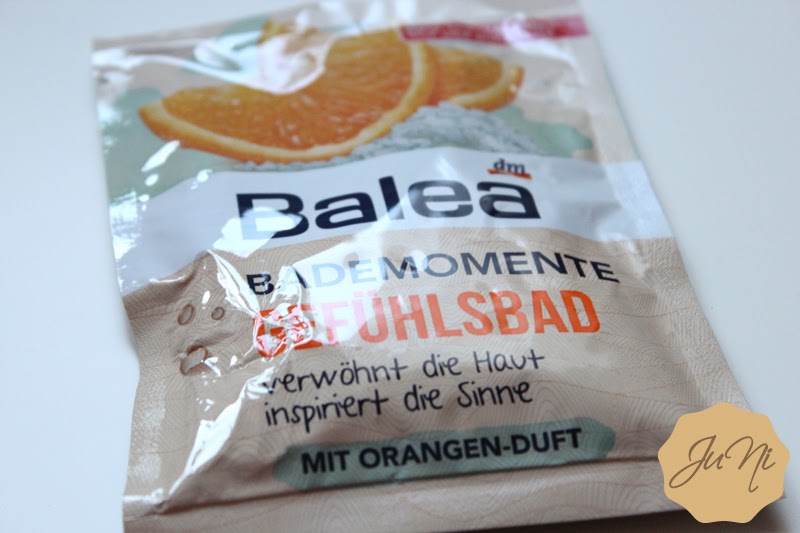 dm
Balea
BADEMOMENTE
GEFÜHLSBAD
verwöhnt die Haut
inspiriert die Sinne
MIT ORANGEN-DUFT
JuNi